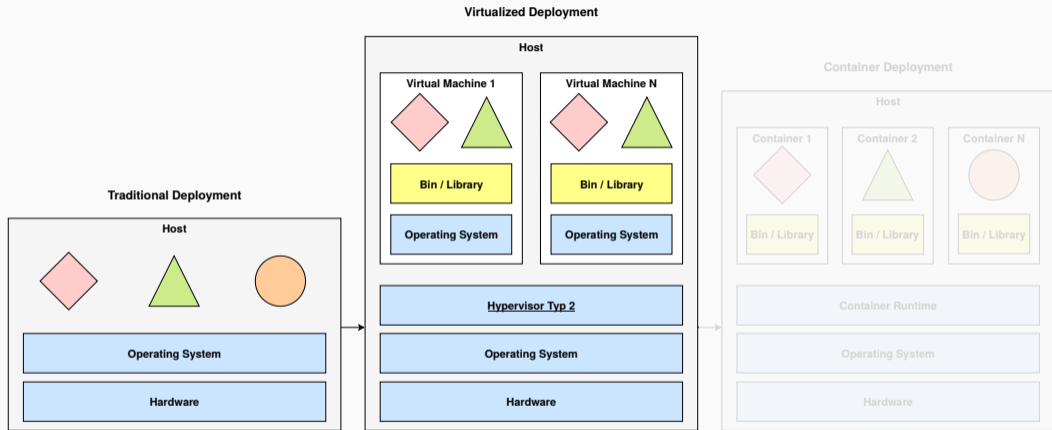 Virtualized Deployment
Host
Virtual Machine 1
Virtual Machine N
Bin / Library
Bin / Library
Operating System
Operating System
Hypervisor Typ 2
Operating System
Hardware
Traditional Deployment
Host
Operating System
Hardware
Container Deployment
Host
Container 1
Container 2
Container N
Bin / Library
Bin / Library
Bin / Library
Container Runtime
Operating System
Hardware